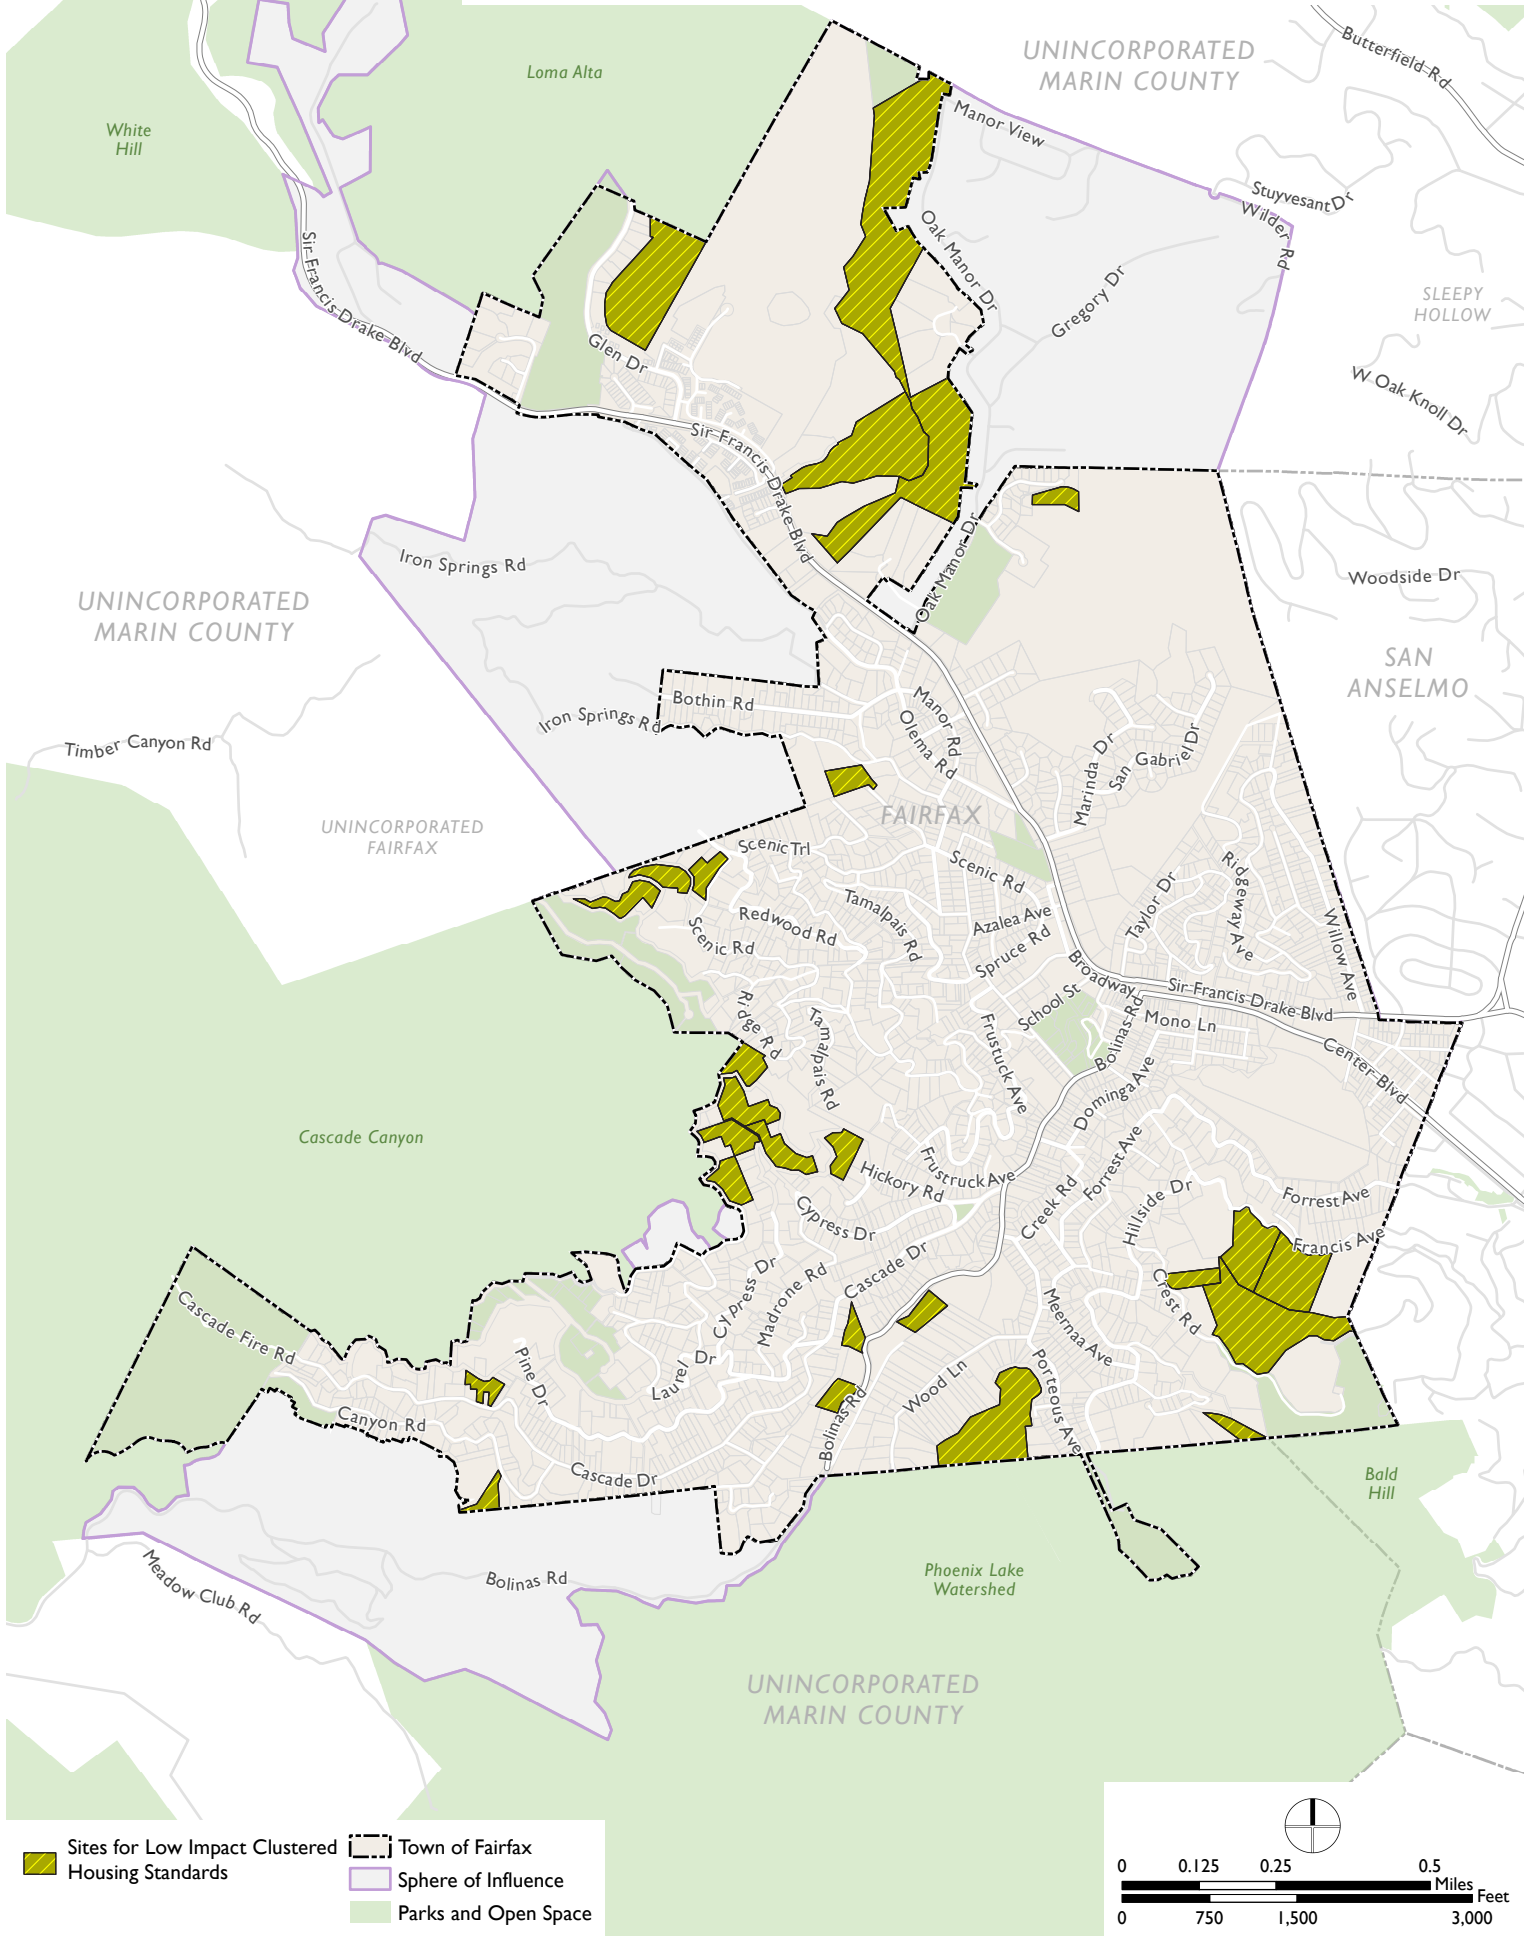 UNINCORPORATED
MARIN COUNTY
Butterfield Rd
Loma Alta
White
Hill
Manor View
Stuyvesant Dr
Wilder Rd
Oak Manor Dr
Gregory Dr
Sir Francis Drake Blvd
SLEEPY
HOLLOW
Glen Dr
W Oak Knoll Dr
Sir Francis Drake Blvd
Oak Manor Dr
Iron Springs Rd
Woodside Dr
UNINCORPORATED
MARIN COUNTY
SAN
ANSELMO
Bothin Rd
Manor Rd
Olema Rd
Iron Springs Rd
Timber Canyon Rd
Marinda Dr
San Gabriel Dr
FAIRFAX
UNINCORPORATED
FAIRFAX
Scenic Trl
Scenic Rd
Ridgeway Ave
Taylor Dr
Tamalpais Rd
Redwood Rd
Scenic Rd
Azalea Ave
Spruce Rd
Willow Ave
Broadway
Sir Francis Drake Blvd
School St
Bolinas Rd
Mono Ln
Ridge Rd
Tamalpais Rd
Frustuck Ave
Center Blvd
Dominga Ave
Cascade Canyon
Forrest Ave
Frustruck Ave
Hickory Rd
Creek Rd
Hillside Dr
Forrest Ave
Francis Ave
Cypress Dr
Cascade Dr
Cypress Dr
Madrone Rd
Crest Rd
Meernaa Ave
Cascade Fire Rd
Pine Dr
Laurel Dr
Wood Ln
Porteous Ave
Canyon Rd
Bolinas Rd
Cascade Dr
Bald
Hill
Meadow Club Rd
Bolinas Rd
Phoenix Lake
Watershed
UNINCORPORATED
MARIN COUNTY
Sites for Low Impact Clustered
Housing Standards
Town of Fairfax
Sphere of Influence
Parks and Open Space
0 0.125 0.25 0.5
Miles
Feet
0 750 1,500 3,000